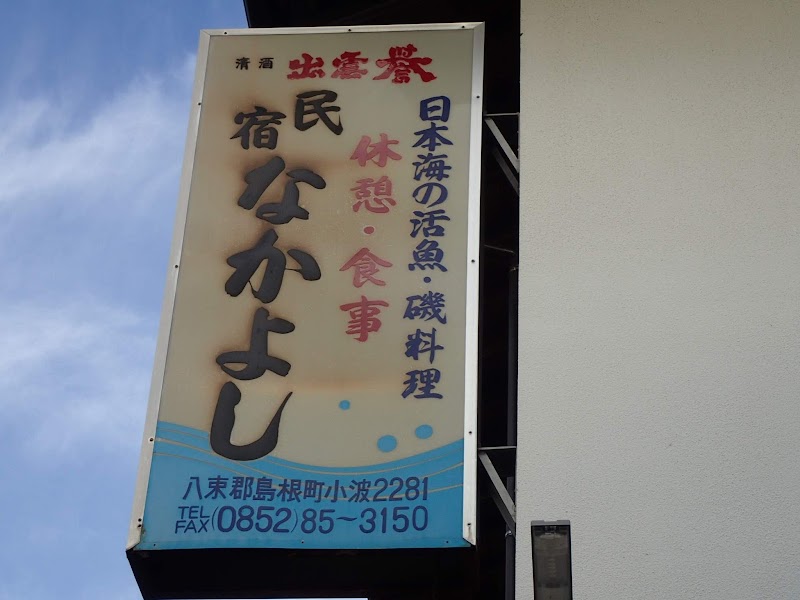 清酒 出雲誉
日本海の活魚・磯料理
休憩・食事
民宿 なかよし
八束郡島根町小波2281
TEL FAX (0852)85〜3150